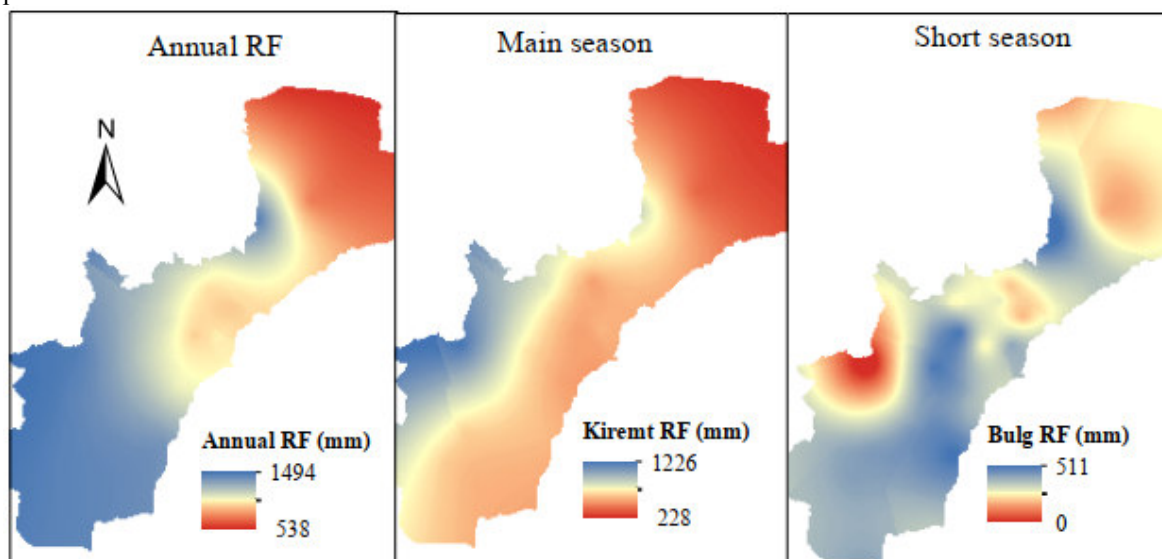 Annual RF
Main season
Short season
N
Annual RF (mm)
1494
538
Kiremt RF (mm)
1226
228
Bulg RF (mm)
511
0